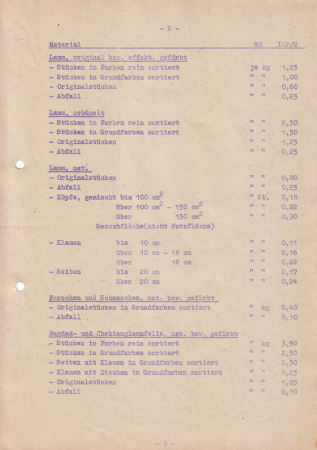 - 2 -
Material ME IAP/M
Lamm, original bzw. effekt. gefärbt
- Stücken in Farben rein sortiert je kg 1,25
- Stücken in Grundfarben sortiert " " 1,00
- Originalstücken " " 0,60
- Abfall " " 0,25
Lamm, gebügelt
- Stücken in Farben rein sortiert " " 2,50
- Stücken in Grundfarben sortiert " " 1,50
- Originalstücken " " 1,25
- Abfall " " 0,25
Lamm, nat.
- Originalstücken " " 0,80
- Abfall " " 0,25
- Köpfe, gemischt bis 100 cm² " St. 0,18
über 100 cm² - 150 cm² " " 0,22
über 150 cm² " " 0,30
Gesamtfläche(nicht Nutzfläche)
- Klauen bis 10 cm " " 0,11
über 10 cm - 18 cm " " 0,16
über 18 cm " " 0,22
- Seiten bis 20 cm " " 0,17
über 20 cm " " 0,24
und Schmaschen, nat. bzw. gefärbt
- Originalstücken in Grundfarben sortiert " kg 0,40
- Abfall " " 0,10
Bagdad- und Chekianglammfelle, nat. bzw. gefärbt
- Stücken in Farben rein sortiert " " 3,50
- Stücken in Grundfarben sortiert " " 2,50
- Seiten mit Klauen in Grundfarben sortiert " " 2,30
- Klauen mit in Grundfarben sortiert " " 1,25
- Originalstücken " " 1,05
- Abfall " " 0,10
- 3 -